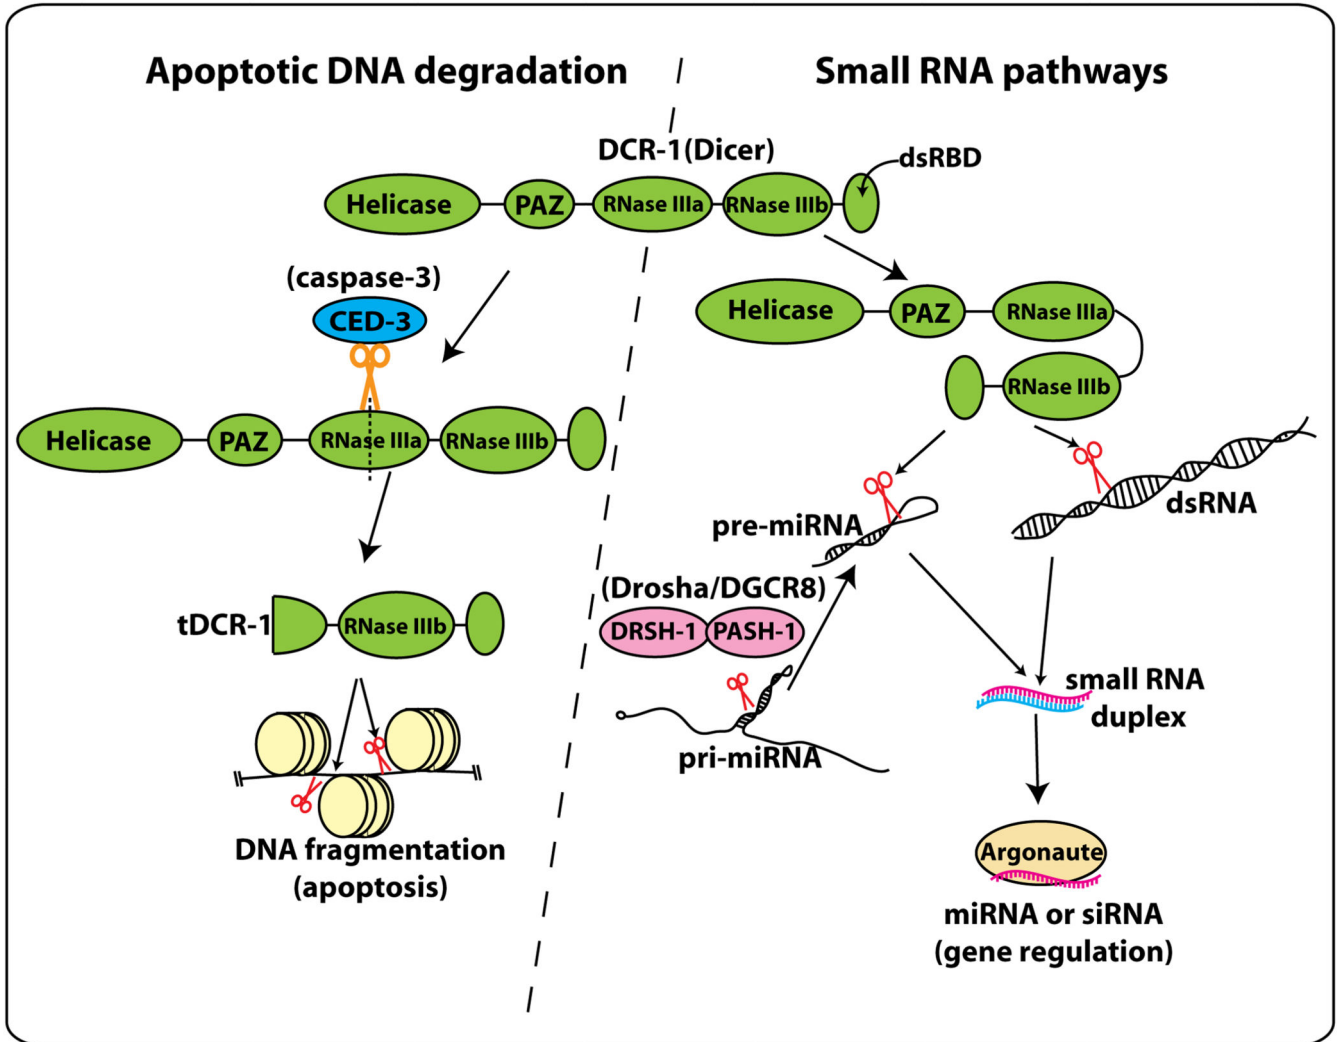 Apoptotic DNA degradation
Small RNA pathways
DCR-1(Dicer)
dsRBD
Helicase
PAZ
RNase IIIa
RNase IIIb
(caspase-3)
CED-3
Helicase
PAZ
RNase IIIa
RNase IIIb
Helicase
PAZ
RNase IIIa
RNase IIIb
tDCR-1
RNase IIIb
DNA fragmentation
(apoptosis)
pre-miRNA
dsRNA
(Drosha/DGCR8)
DRSH-1
PASH-1
pri-miRNA
small RNA
duplex
Argonaute
miRNA or siRNA
(gene regulation)